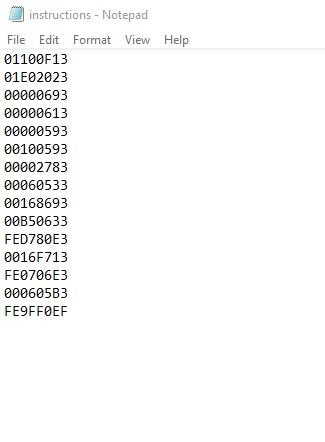 instructions - Notepad
File Edit Format View Help
01100F13
01E02023
00000693
00000613
00000593
00100593
00002783
00060533
00168693
00B50633
FED780E3
0016F713
FE0706E3
000605B3
FE9FF0EF